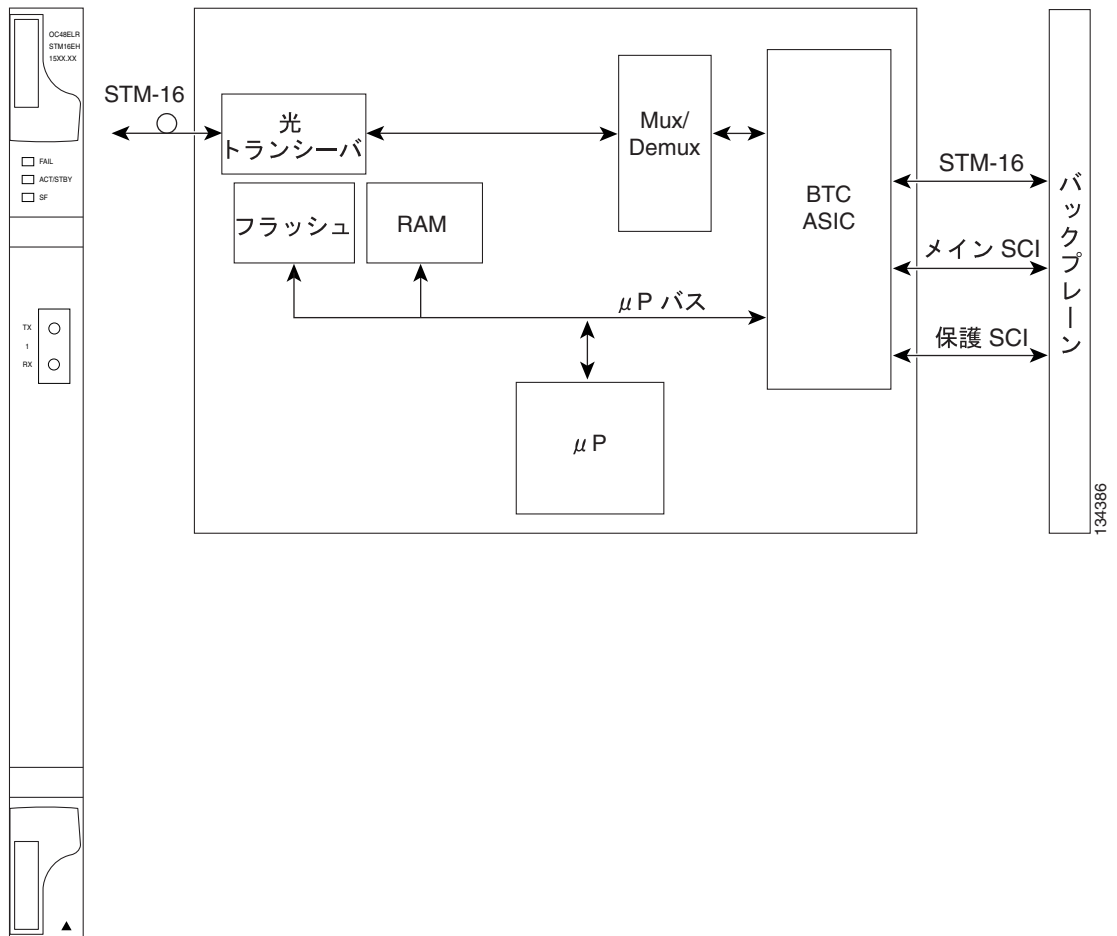 OC48ELR
STM16EH
15XX.XX
FAIL
ACT/STBY
SF
TX
1
RX
STM-16
光
トランシーバ
フラッシュ
RAM
Mux/
Demux
BTC
ASIC
μP バス
μP
STM-16
メイン SCI
保護 SCI
バックプレーン
134386